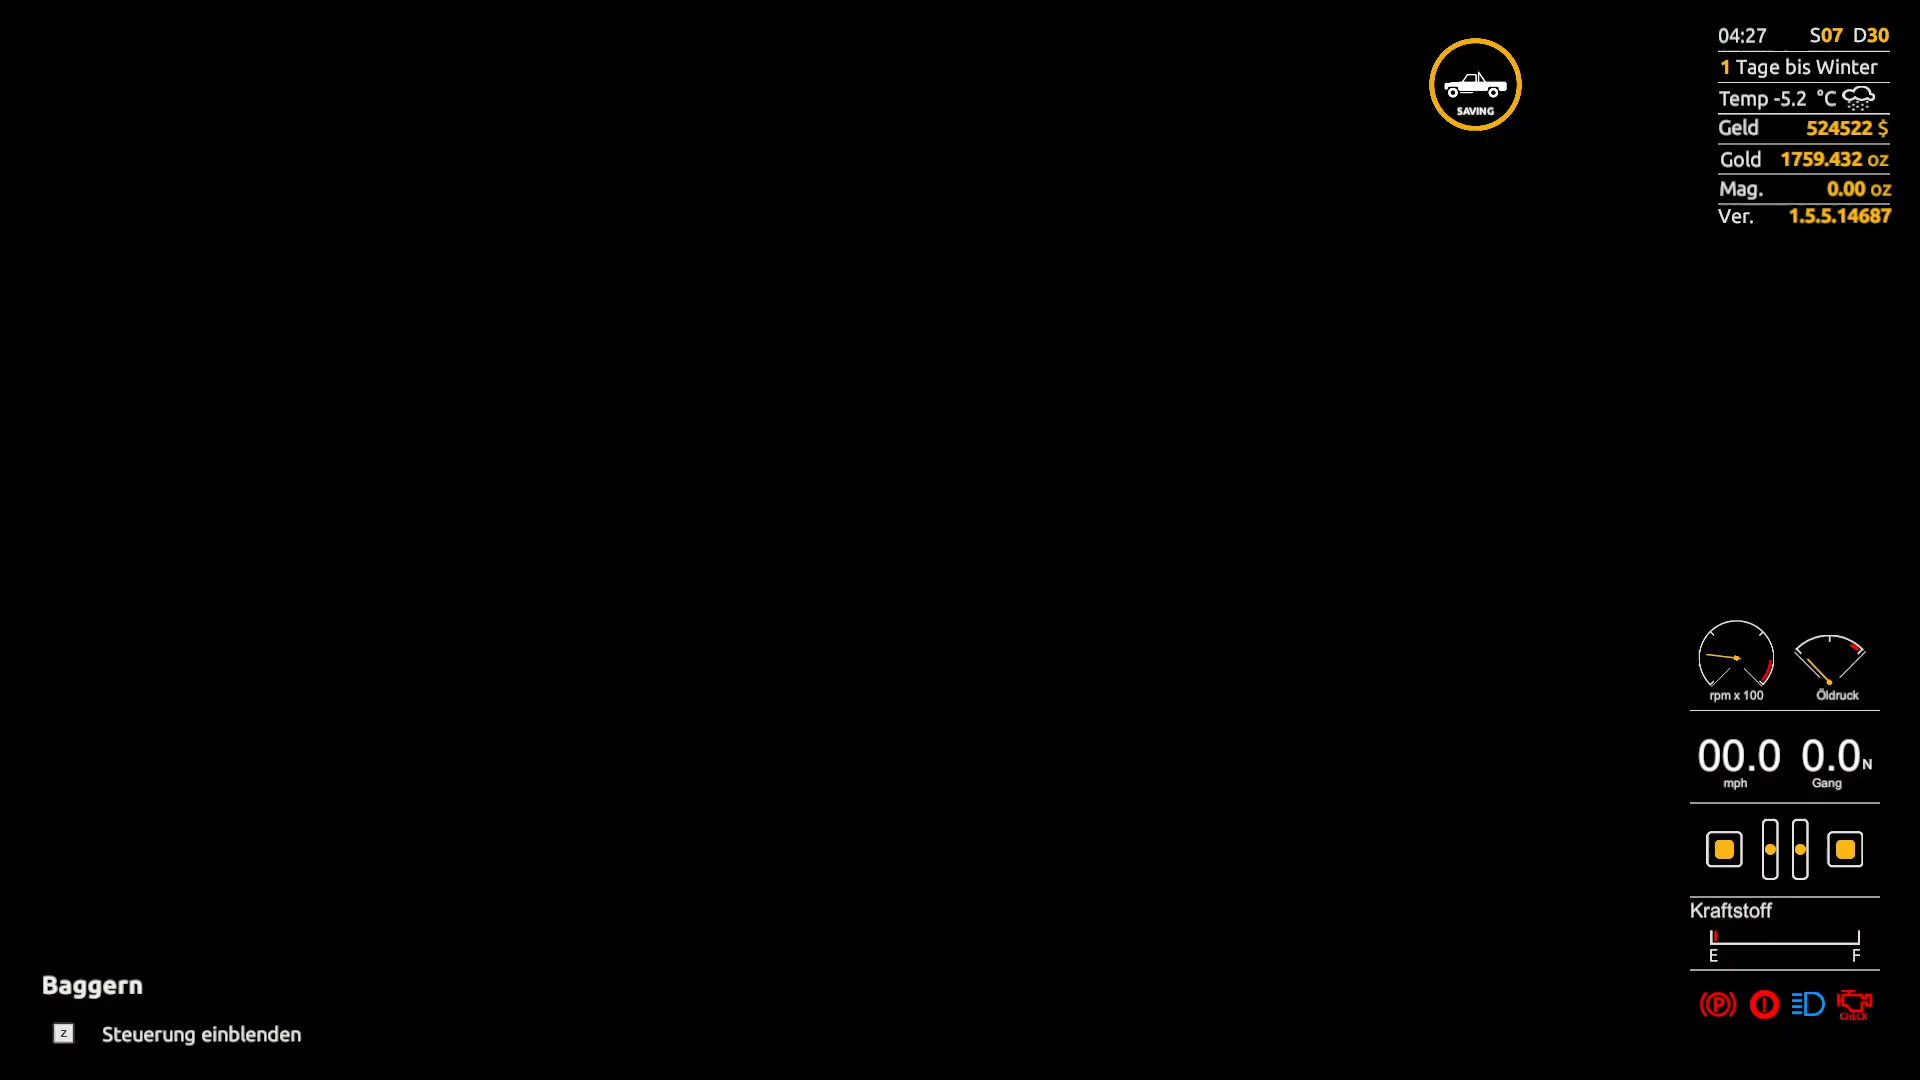 SAVING
04:27 S07 D30
1 Tage bis Winter
Temp -5.2 °C
Geld 524522 $
Gold 1759.432 oz
Mag. 0.00 oz
Ver. 1.5.5.14687
rpm x 100 Öldruck
00.0 0.0 N
mph Gang
Kraftstoff
E F
P ! CHECK
Baggern
Z Steuerung einblenden